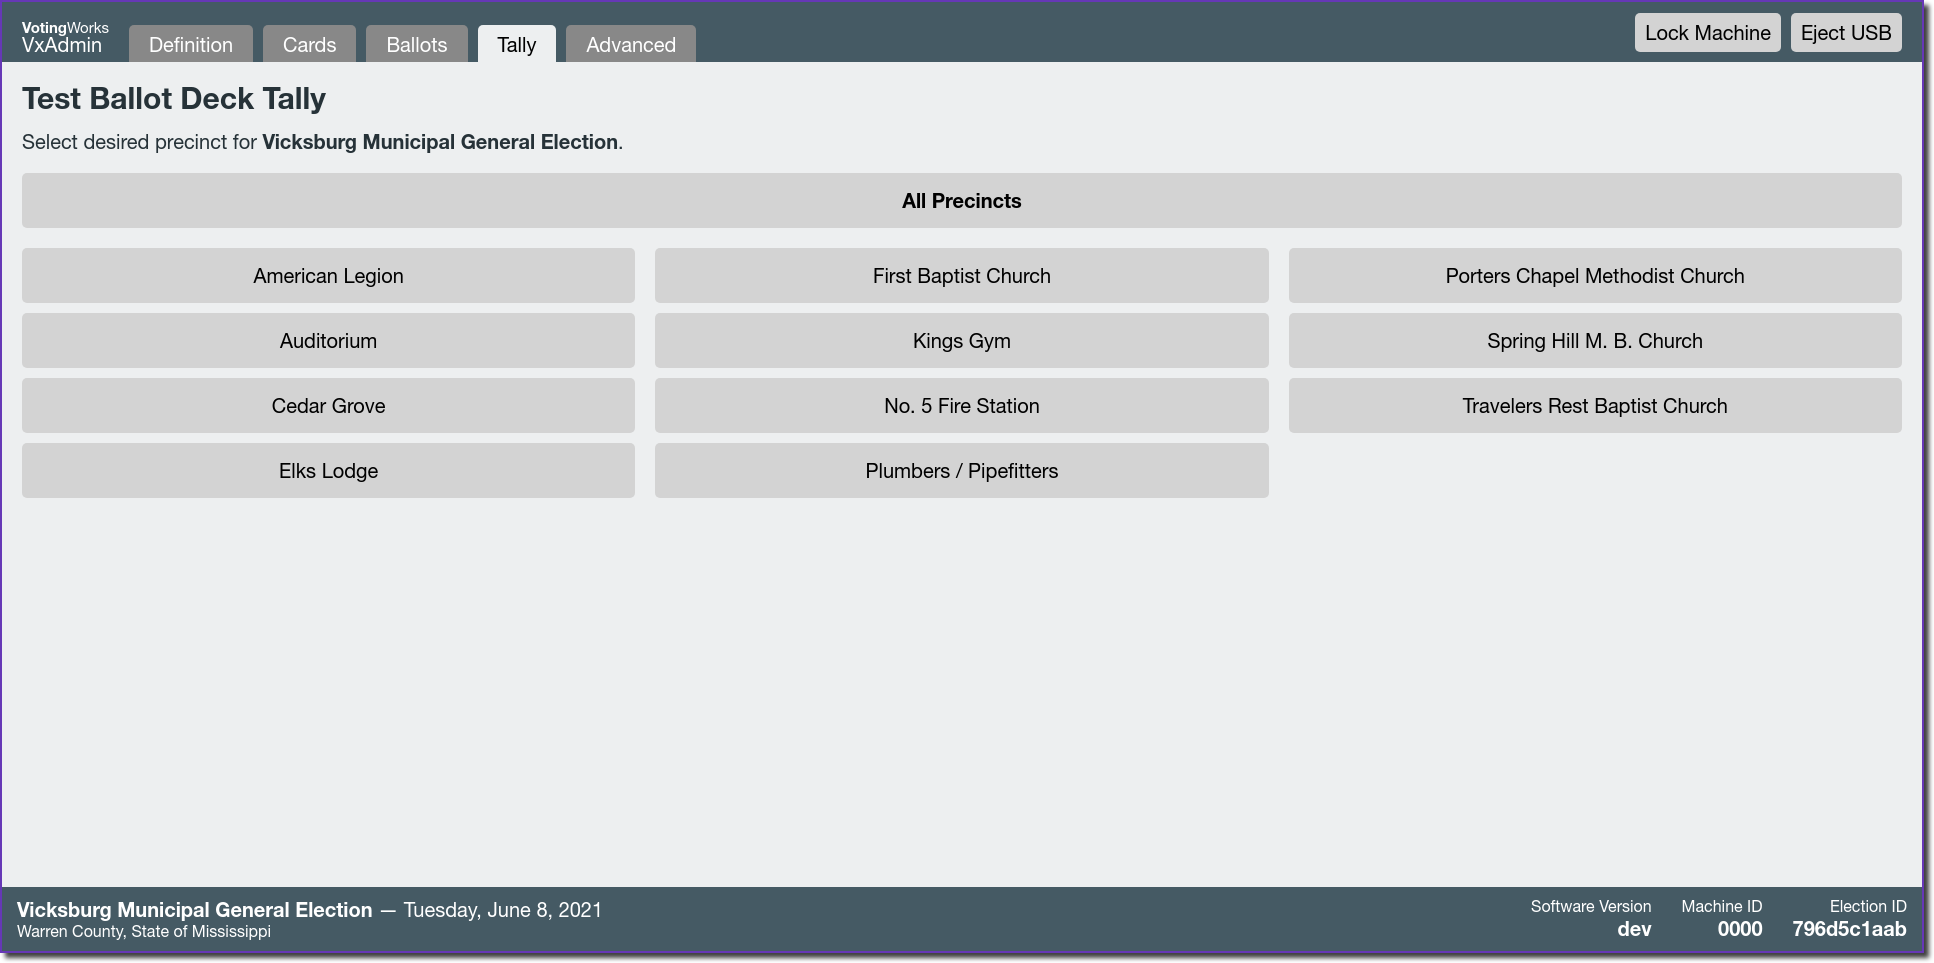 VotingWorks
VxAdmin
Definition
Cards
Ballots
Tally
Advanced
Lock Machine
Eject USB
Test Ballot Deck Tally
Select desired precinct for Vicksburg Municipal General Election.
All Precincts
American Legion
First Baptist Church
Porters Chapel Methodist Church
Auditorium
Kings Gym
Spring Hill M. B. Church
Cedar Grove
No. 5 Fire Station
Travelers Rest Baptist Church
Elks Lodge
Plumbers / Pipefitters
Vicksburg Municipal General Election — Tuesday, June 8, 2021
Warren County, State of Mississippi
Software Version
dev
Machine ID
0000
Election ID
796d5c1aab